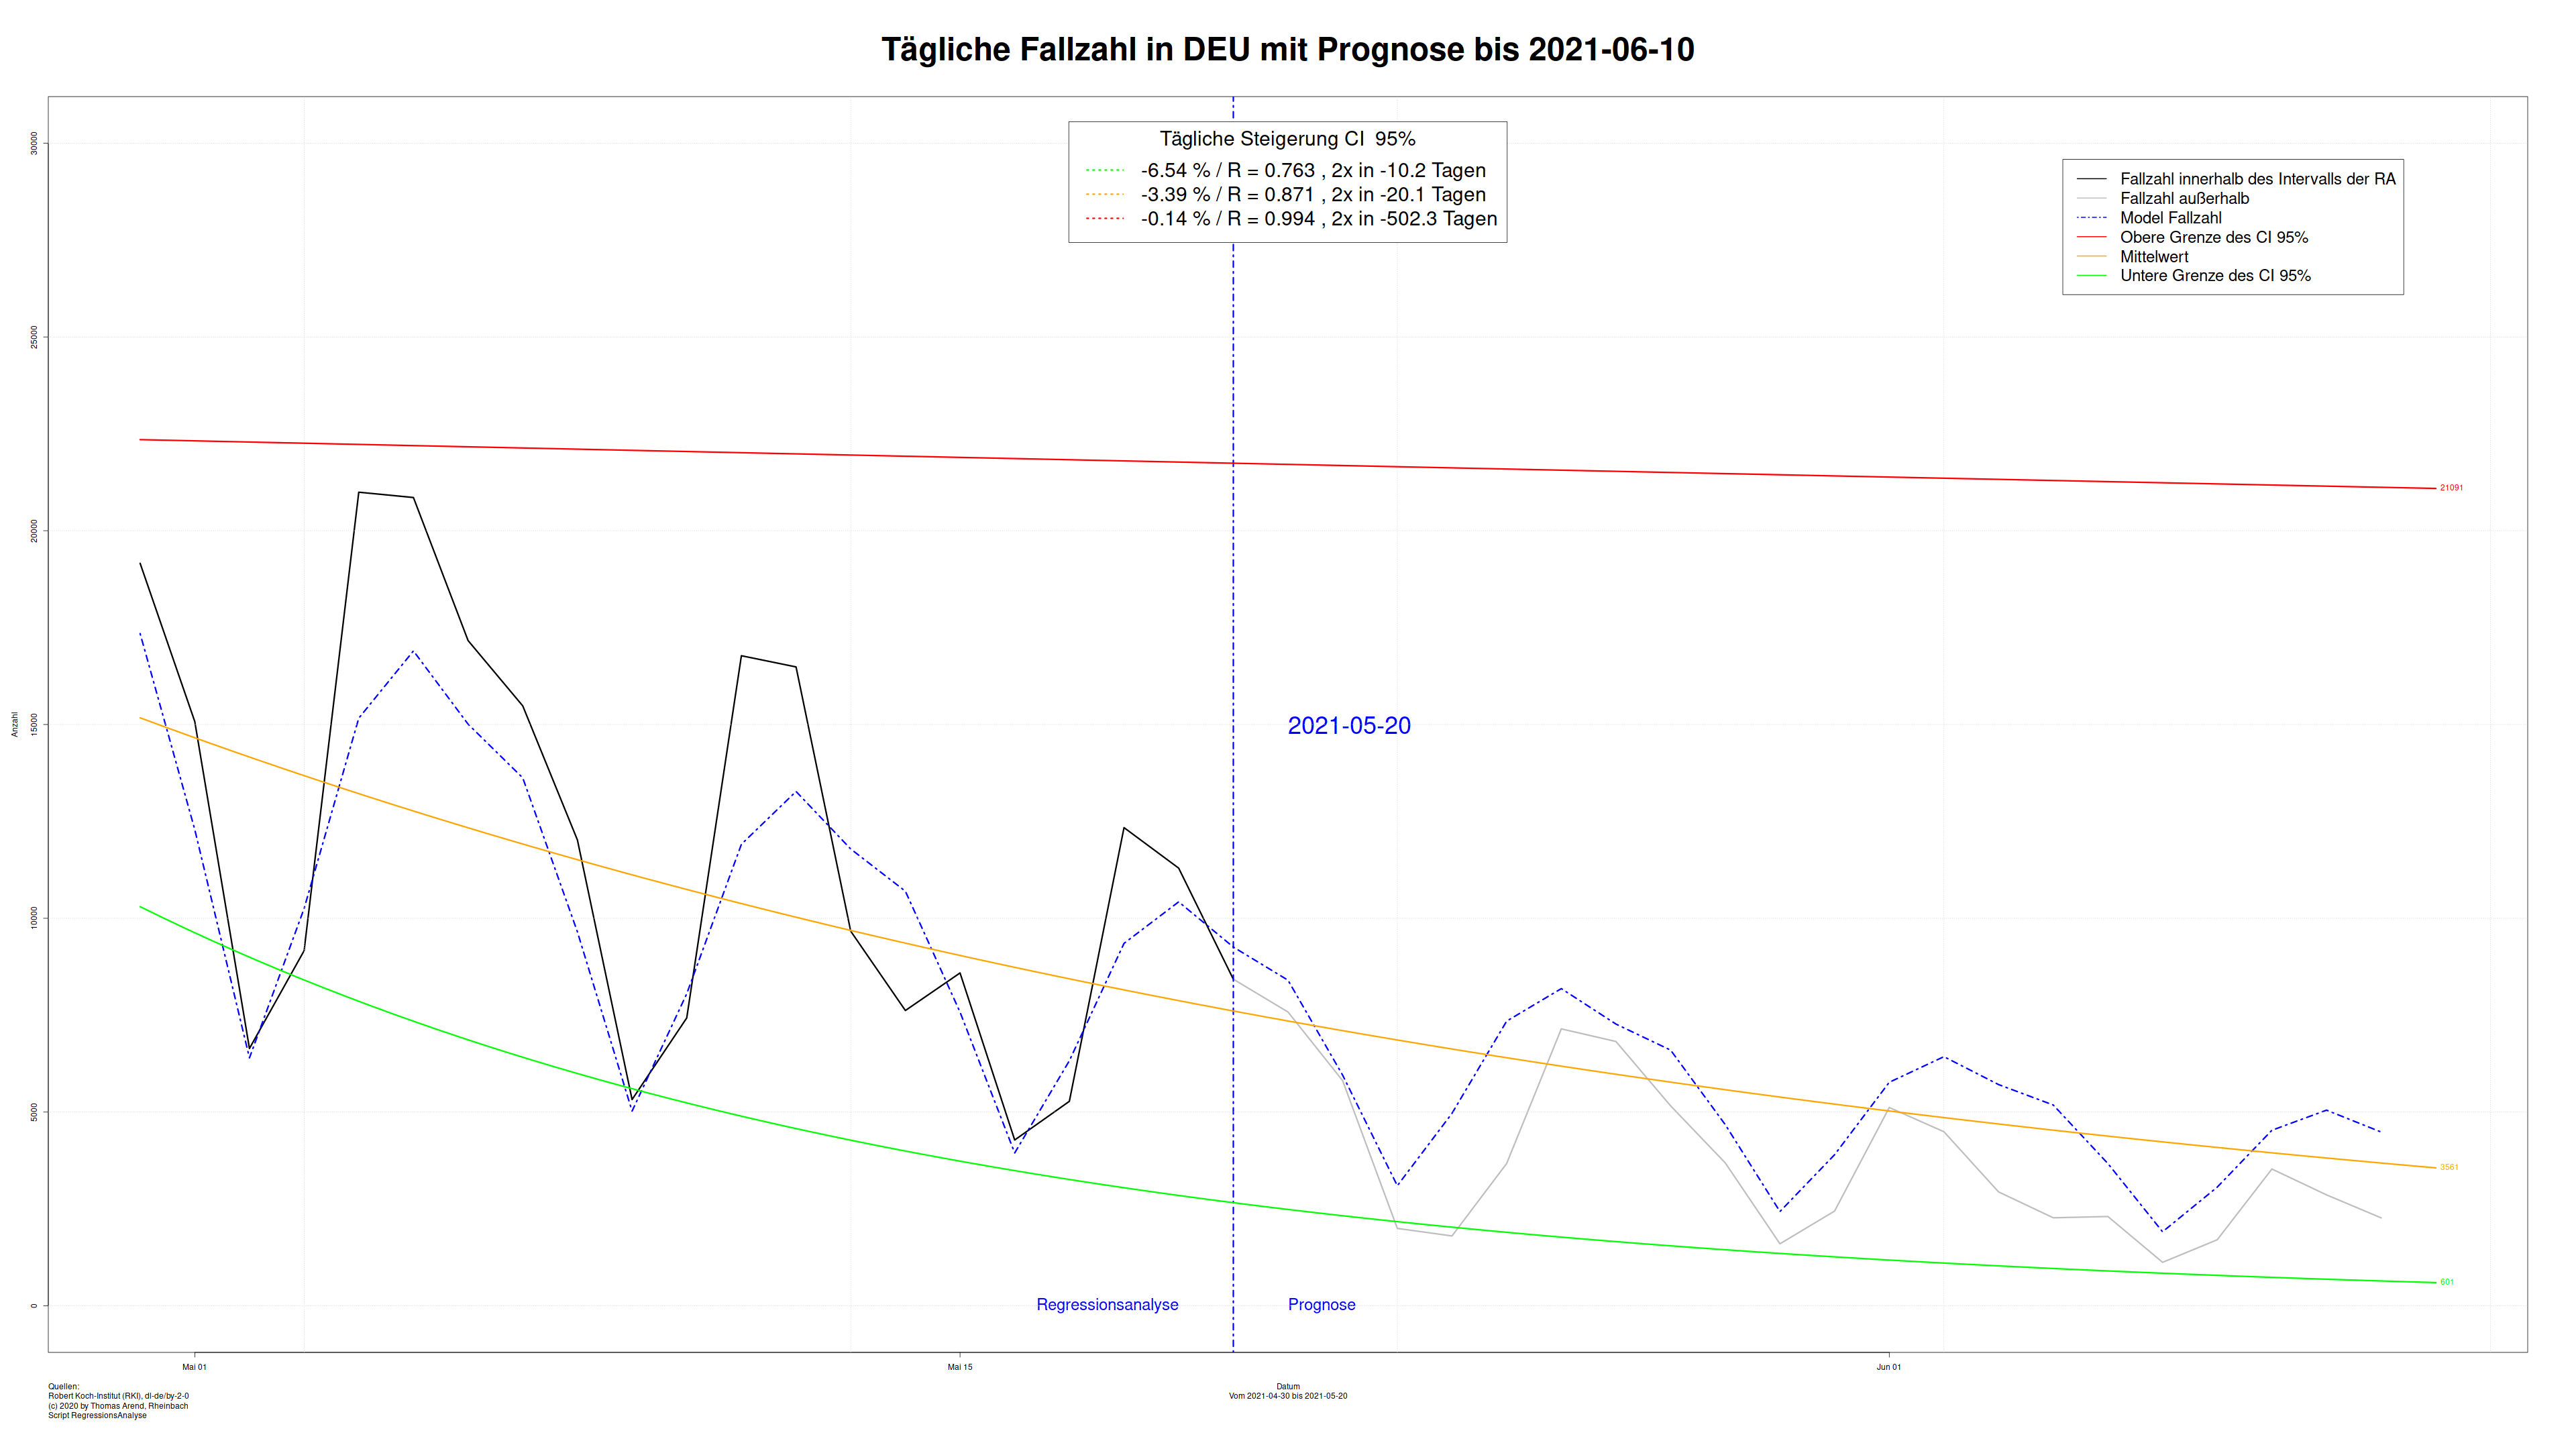 Tägliche Fallzahl in DEU mit Prognose bis 2021-06-10
Tägliche Steigerung CI  95%
-6.54 % / R = 0.763 , 2x in -10.2 Tagen
-3.39 % / R = 0.871 , 2x in -20.1 Tagen
-0.14 % / R = 0.994 , 2x in -502.3 Tagen
Fallzahl innerhalb des Intervalls der RA
Fallzahl außerhalb
Model Fallzahl
Obere Grenze des CI 95%
Mittelwert
Untere Grenze des CI 95%
30000
25000
20000
15000
10000
5000
0
Anzahl
21091
2021-05-20
3561
601
Regressionsanalyse
Prognose
Mai 01
Mai 15
Jun 01
Datum
Vom 2021-04-30 bis 2021-05-20
Quellen:
Robert Koch-Institut (RKI), dl-de/by-2-0
(c) 2020 by Thomas Arend, Rheinbach
Script RegressionsAnalyse